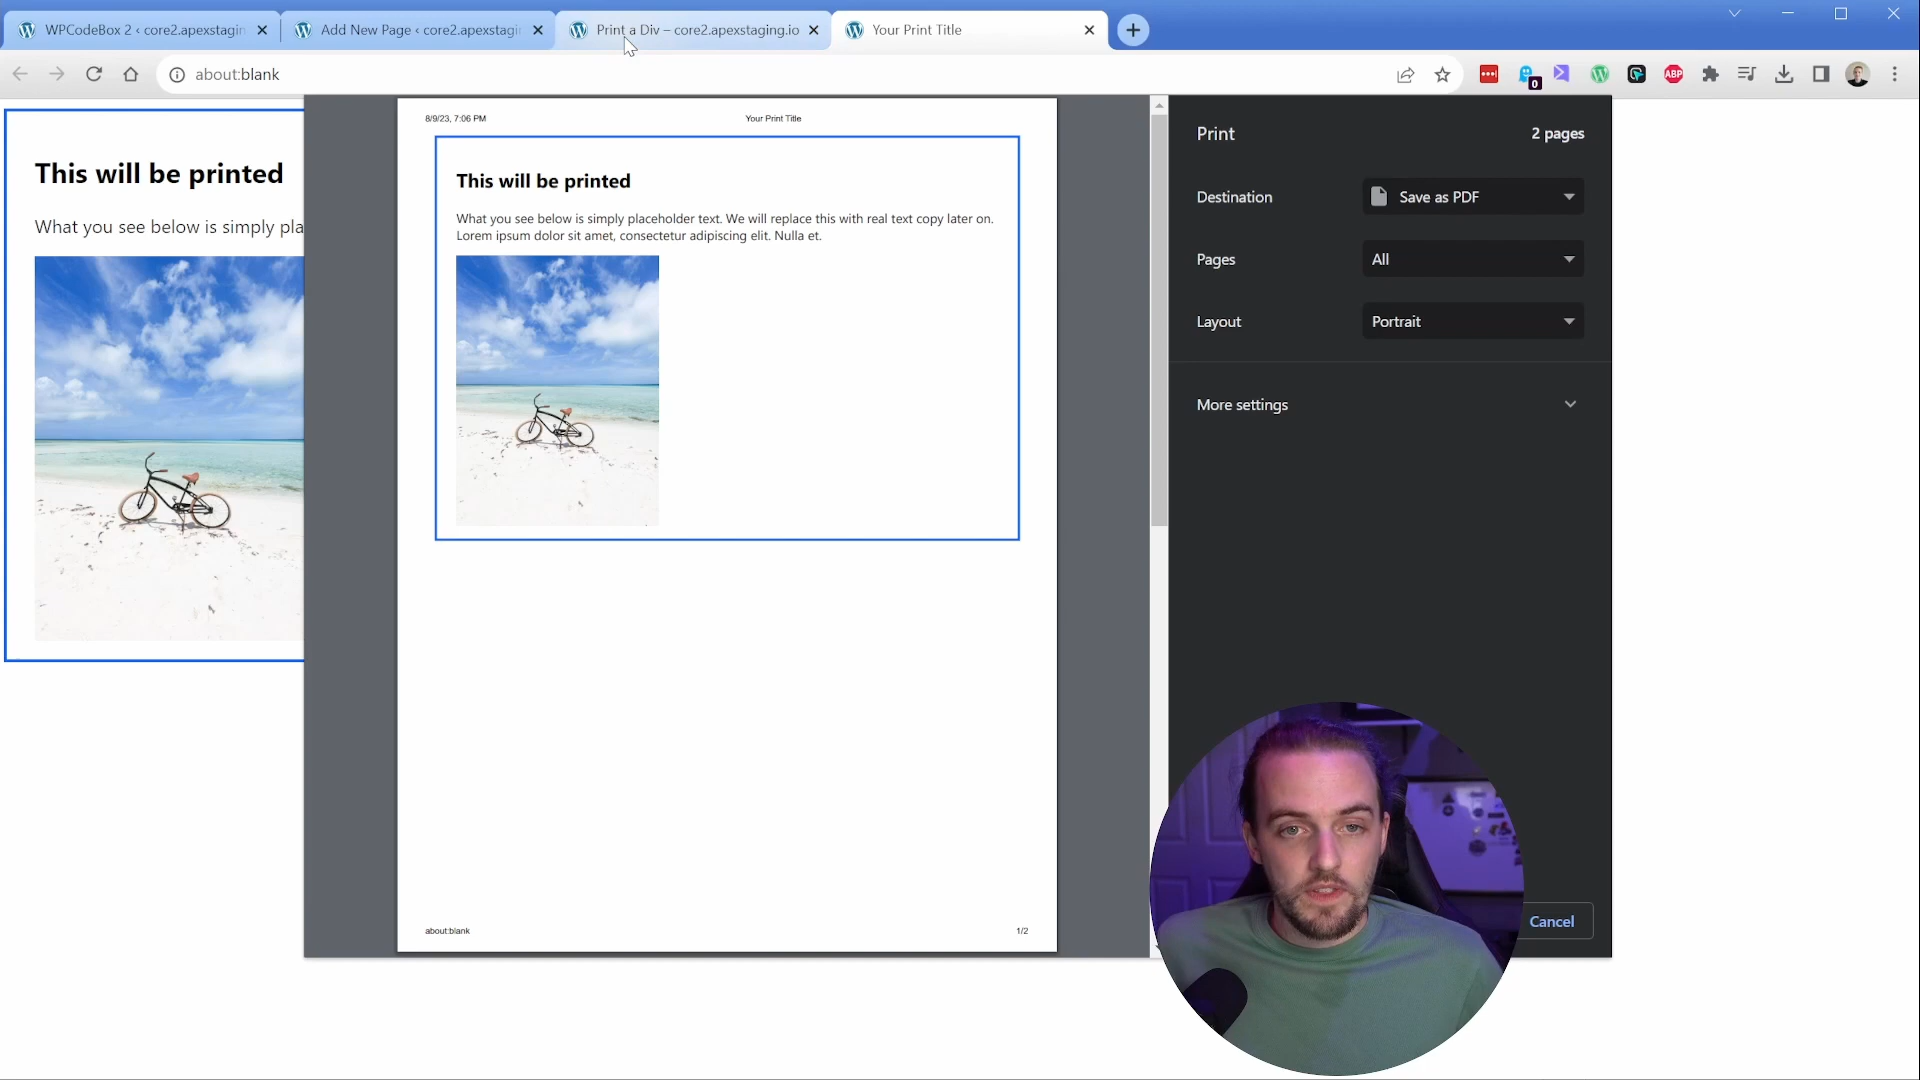 WPCodeBox 2 ‹ core2.apexstagin
Add New Page ‹ core2.apexstagi
Print a Div – core2.apexstaging.io
Your Print Title
about:blank
0
ABP
This will be printed
What you see below is simply pla
8/9/23, 7:06 PM
Your Print Title
This will be printed
What you see below is simply placeholder text. We will replace this with real text copy later on.
Lorem ipsum dolor sit amet, consectetur adipiscing elit. Nulla et.
about:blank
1/2
Print
2 pages
Destination
Save as PDF
Pages
All
Layout
Portrait
More settings
Cancel